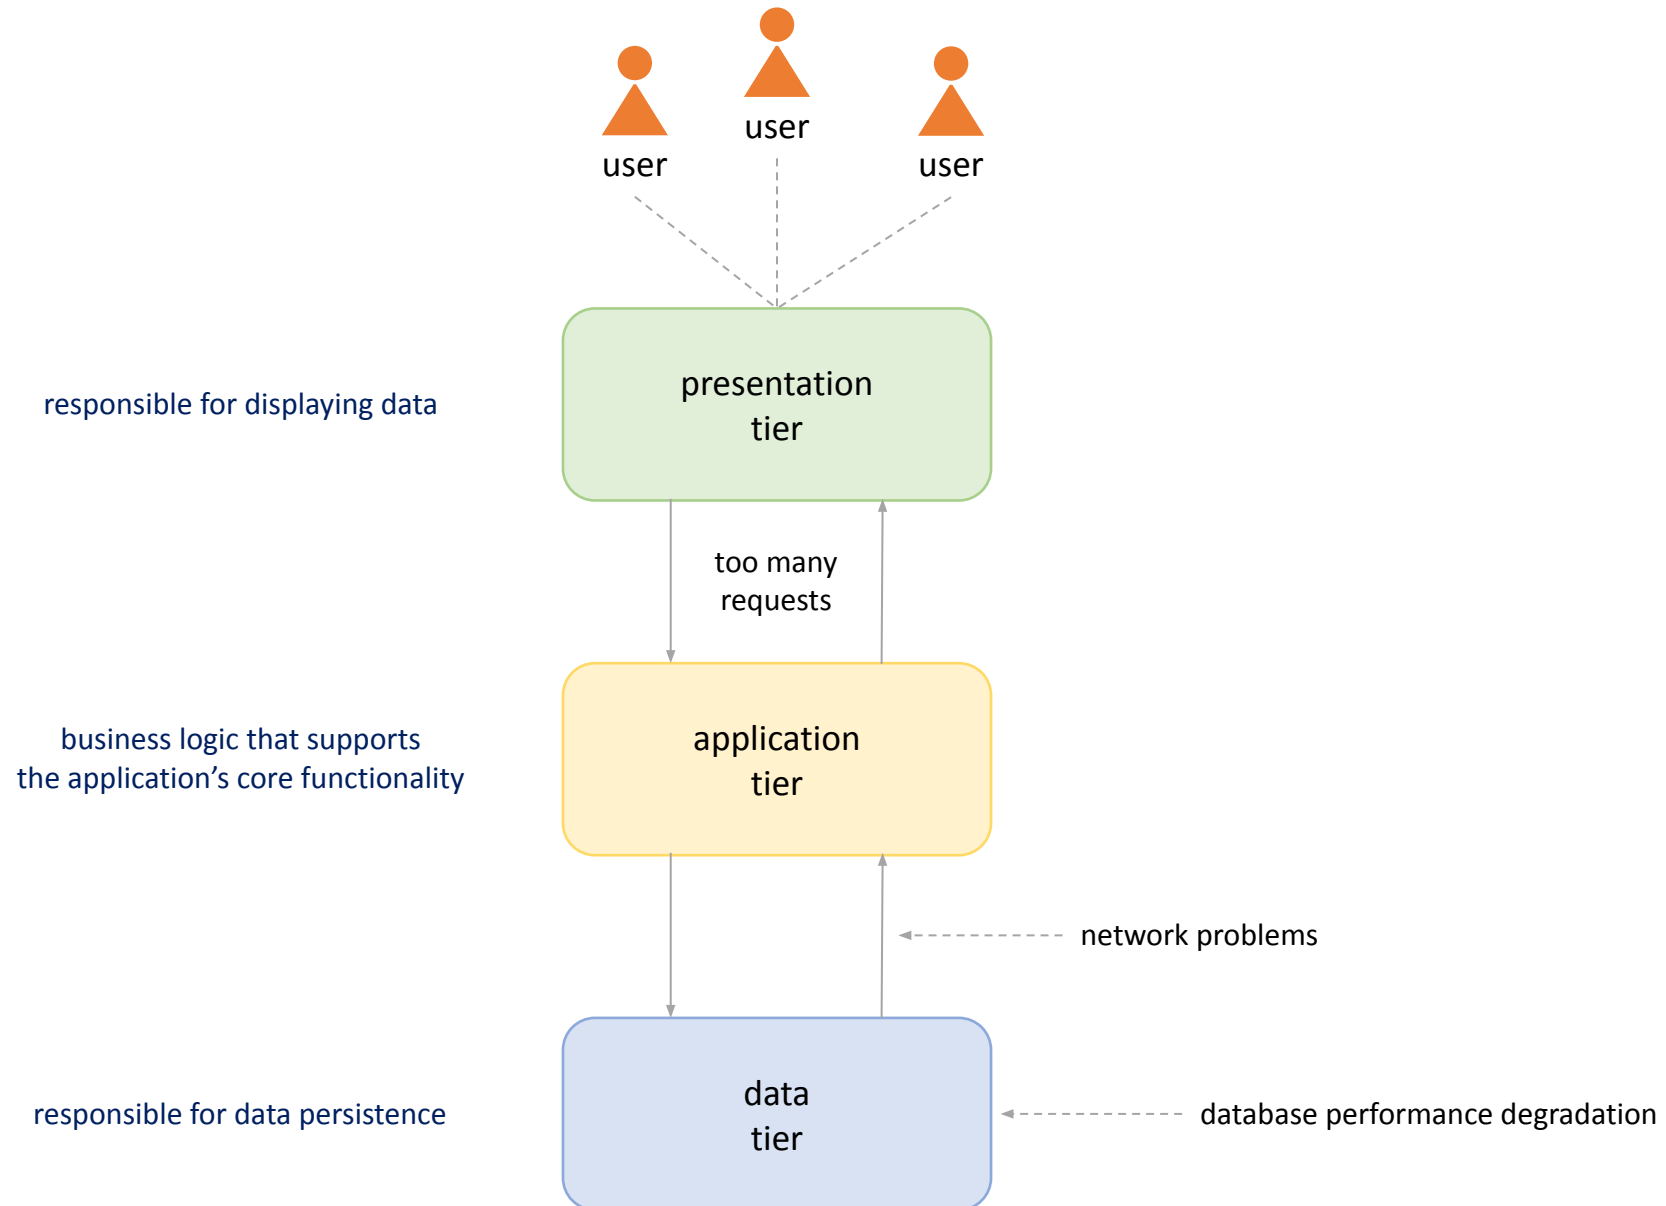 user
user
user
responsible for displaying data
presentation
tier
too many
requests
business logic that supports
the application’s core functionality
application
tier
network problems
responsible for data persistence
data
tier
database performance degradation